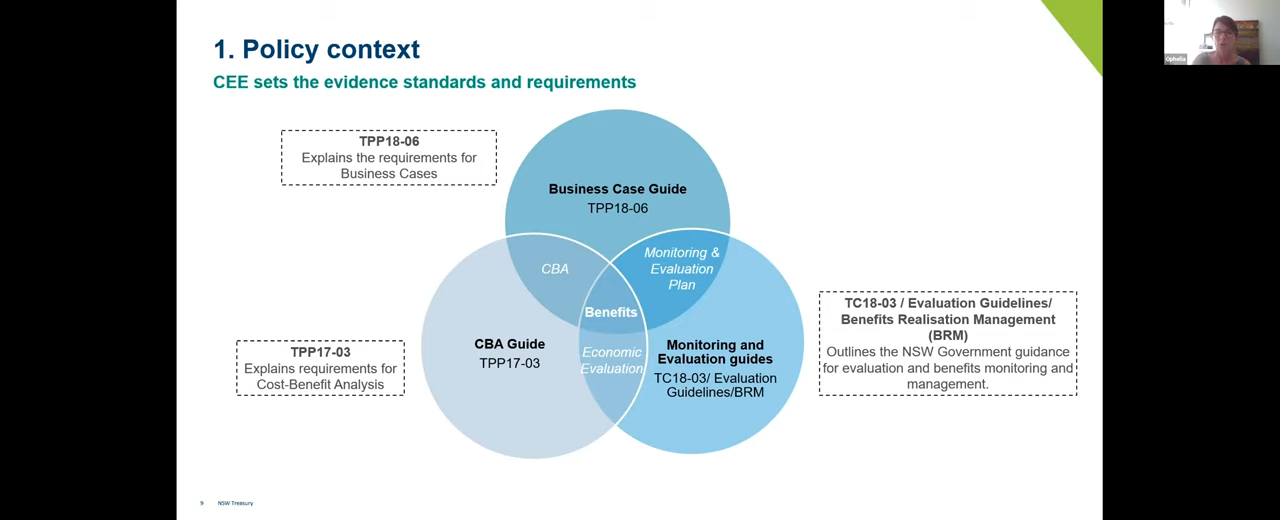 1. Policy context
CEE sets the evidence standards and requirements
TPP18-06
Explains the requirements for
Business Cases
Business Case Guide
TPP18-06
CBA
Monitoring &
Evaluation
Plan
Benefits
CBA Guide
TPP17-03
Economic
Evaluation
Monitoring and
Evaluation guides
TC18-03/ Evaluation
Guidelines/BRM
TPP17-03
Explains requirements for
Cost-Benefit Analysis
TC18-03 / Evaluation Guidelines/
Benefits Realisation Management
(BRM)
Outlines the NSW Government guidance
for evaluation and benefits monitoring and
management.
9 NSW Treasury
Ophelia